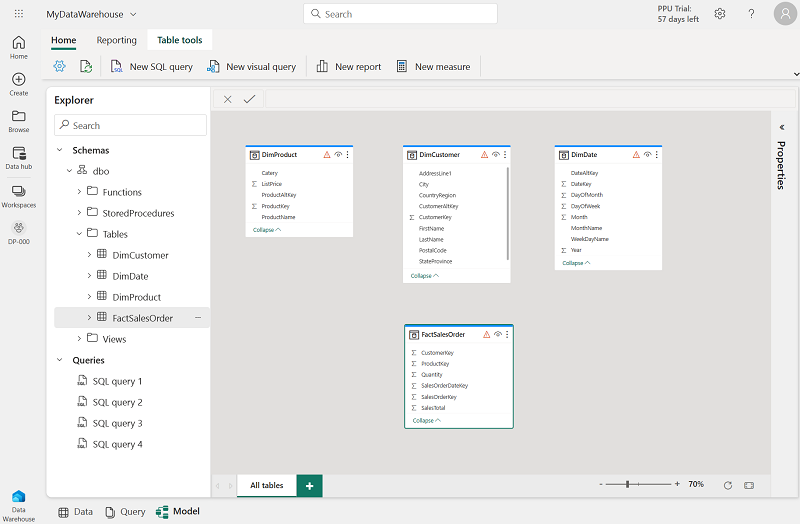 MyDataWarehouse
Search
PPU Trial:
57 days left
Home
Reporting
Table tools
New SQL query
New visual query
New report
New measure
Home
Create
Browse
Data hub
Workspaces
DP-000
Data
Warehouse
Explorer
Search
Schemas
dbo
Functions
StoredProcedures
Tables
DimCustomer
DimDate
DimProduct
FactSalesOrder
Views
Queries
SQL query 1
SQL query 2
SQL query 3
SQL query 4
DimProduct
Catery
ListPrice
ProductAltKey
ProductKey
ProductName
Collapse
DimCustomer
AddressLine1
City
CountryRegion
CustomerAltKey
CustomerKey
FirstName
LastName
PostalCode
StateProvince
Collapse
DimDate
DateAltKey
DateKey
DayOfMonth
DayOfWeek
Month
MonthName
WeekDayName
Year
Collapse
FactSalesOrder
CustomerKey
ProductKey
Quantity
SalesOrderDateKey
SalesOrderKey
SalesTotal
Collapse
Properties
All tables
70%
Data
Query
Model